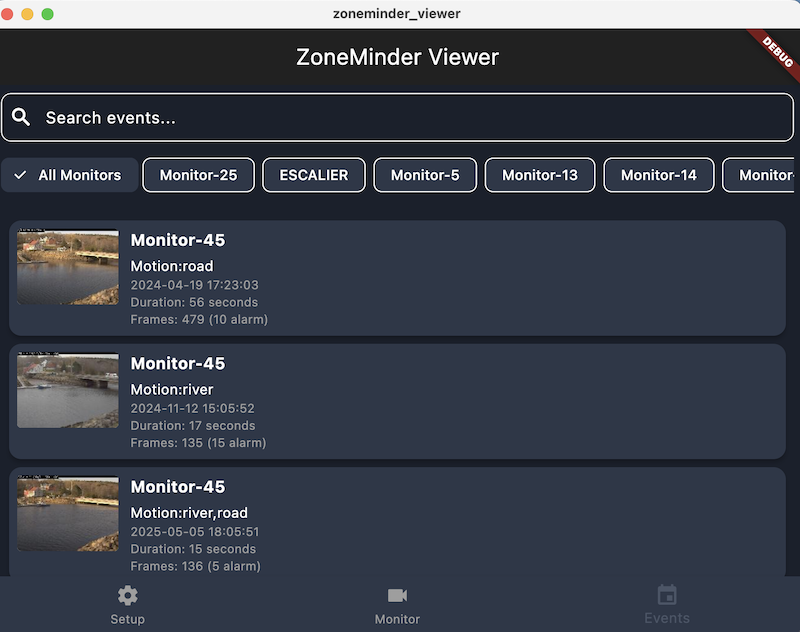 zoneminder_viewer
ZoneMinder Viewer
DEBUG
Search events...
All Monitors
Monitor-25
ESCALIER
Monitor-5
Monitor-13
Monitor-14
Monitor-
Monitor-45
Motion:road
2024-04-19 17:23:03
Duration: 56 seconds
Frames: 479 (10 alarm)
Monitor-45
Motion:river
2024-11-12 15:05:52
Duration: 17 seconds
Frames: 135 (15 alarm)
Monitor-45
Motion:river,road
2025-05-05 18:05:51
Duration: 15 seconds
Frames: 136 (5 alarm)
Setup
Monitor
Events